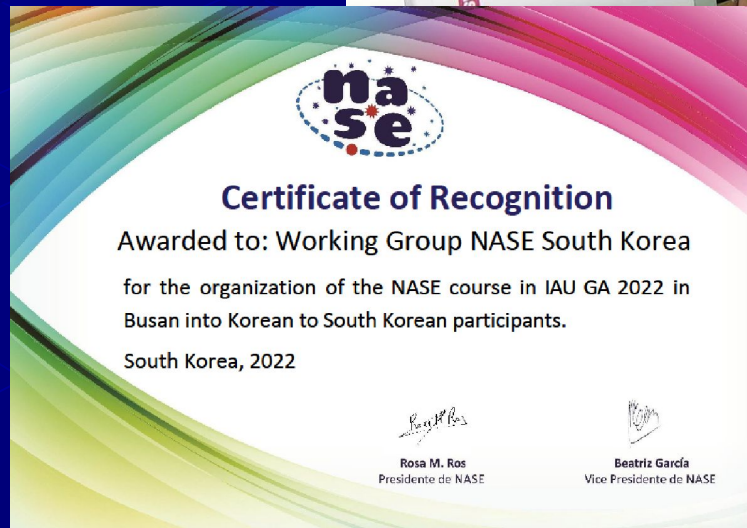 nase
Certificate of Recognition
Awarded to: Working Group NASE South Korea
for the organization of the NASE course in IAU GA 2022 in
Busan into Korean to South Korean participants.
South Korea, 2022
Rosa M. Ros
Presidente de NASE
Beatriz García
Vice Presidente de NASE